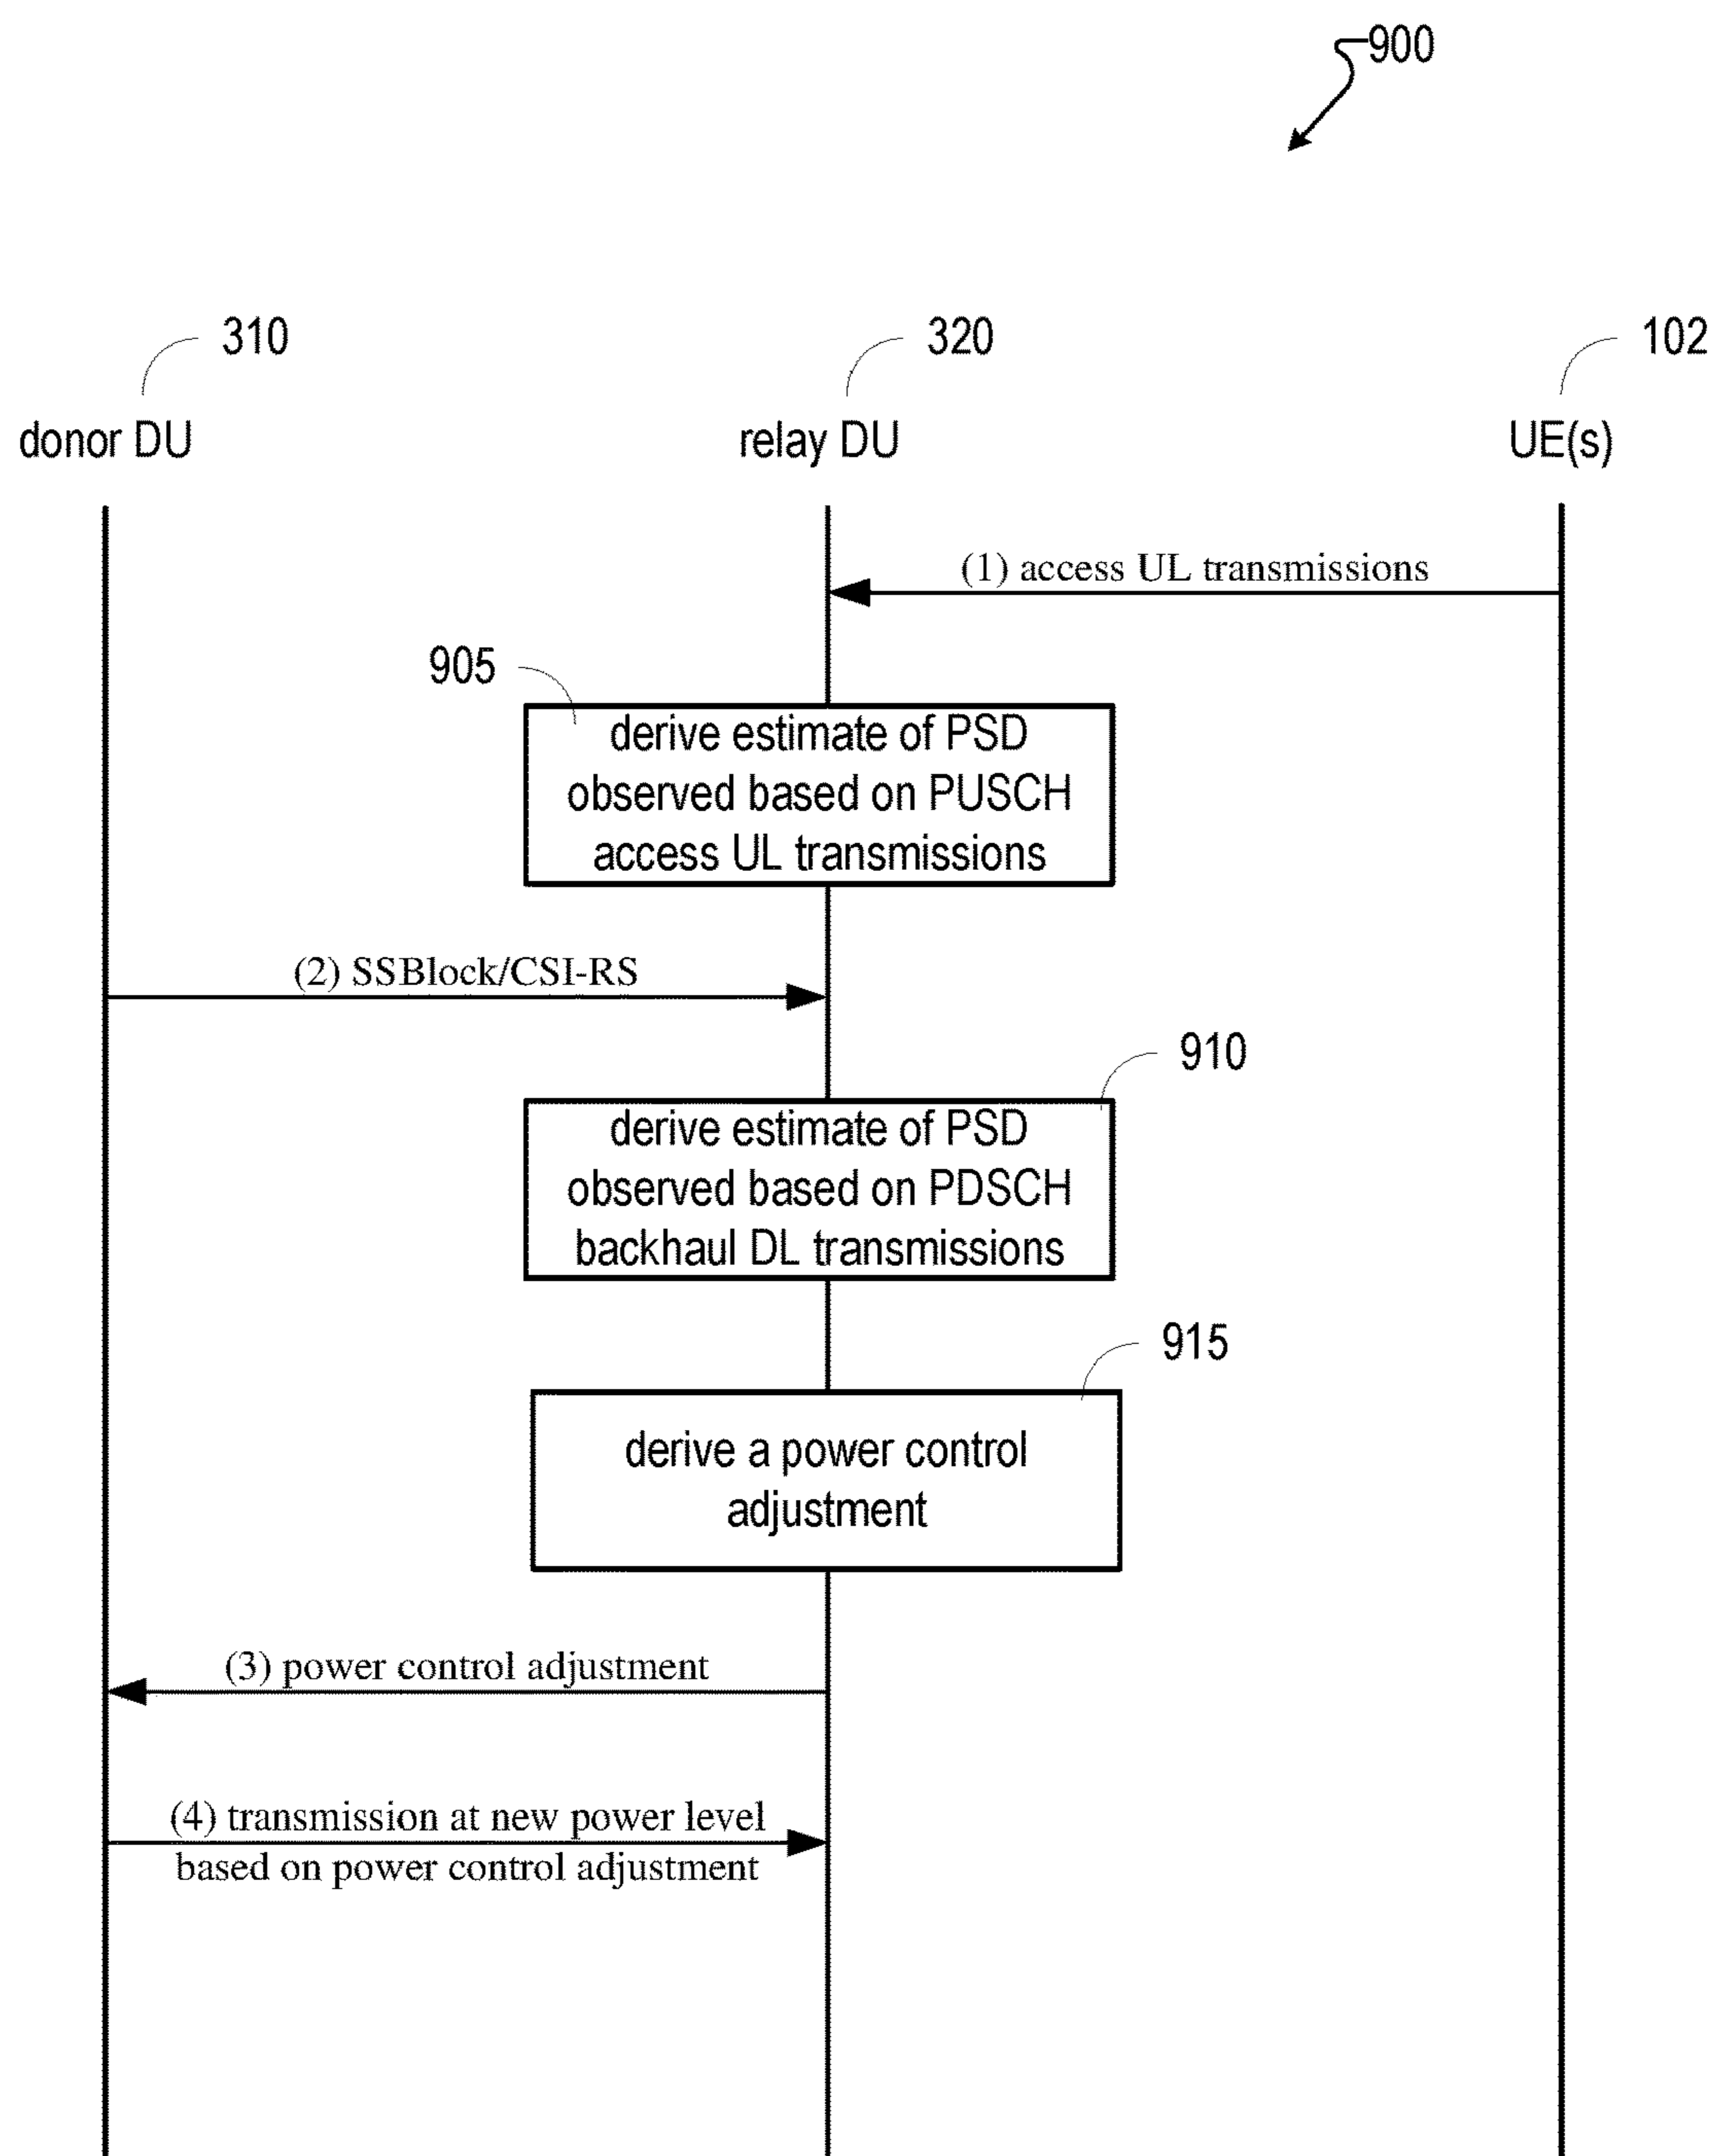 900
310
320
102
donor DU
relay DU
UE(s)
(1) access UL transmissions
905
derive estimate of PSD
observed based on PUSCH
access UL transmissions
(2) SSBlock/CSI-RS
910
derive estimate of PSD
observed based on PDSCH
backhaul DL transmissions
915
derive a power control
adjustment
(3) power control adjustment
(4) transmission at new power level
based on power control adjustment